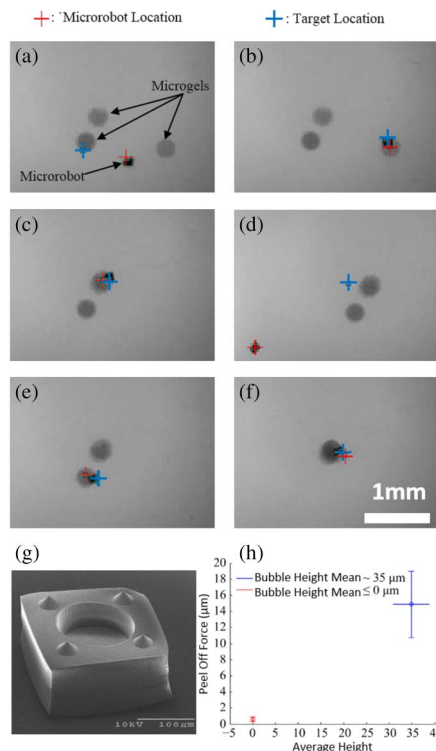 : `Microrobot Location
: Target Location
(a)
Microgels
Microrobot
(b)
(c)
(d)
(e)
(f)
1mm
(g)
10kV 100µm
(h)
Peel Off Force (µm)
20
18
16
14
12
10
8
6
4
2
0
Bubble Height Mean ~ 35 µm
Bubble Height Mean ≤ 0 µm
−5 0 5 10 15 20 25 30 35 4
Average Height